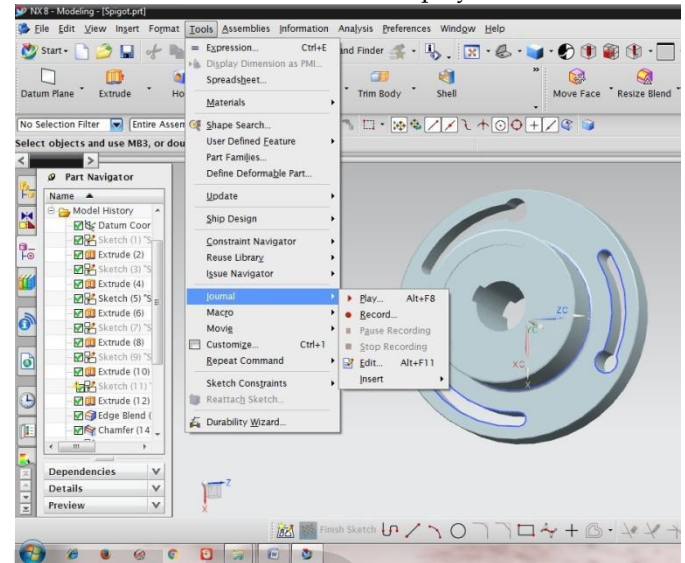 NX 8 - Modeling - [Spigot.prt]
File Edit View Insert Format Tools Assemblies Information Analysis Preferences Window Help
Start
and Finder
Datum Plane
Extrude
Ho
Trim Body
Shell
Move Face
Resize Blend
No Selection Filter
Entire Assem
Select objects and use MB3, or dou
Part Navigator
Name
Model History
Datum Coor
Sketch (1) "S
Extrude (2)
Sketch (3) "S
Extrude (4)
Sketch (5) "S
Extrude (6)
Sketch (7) "S
Extrude (8)
Sketch (9) "S
Extrude (10)
Sketch (11) "
Extrude (12)
Edge Blend (
Chamfer (14
Dependencies
Details
Preview
Expression... Ctrl+E
Display Dimension as PMI...
Spreadsheet...
Materials
Shape Search...
User Defined Feature
Part Families...
Define Deformable Part...
Update
Ship Design
Constraint Navigator
Reuse Library
Issue Navigator
Journal
Macro
Movie
Customize... Ctrl+1
Repeat Command
Sketch Constraints
Reattach Sketch...
Durability Wizard...
Play... Alt+F8
Record...
Pause Recording
Stop Recording
Edit... Alt+F11
Insert
ZC
YC
XC
X
Z
X
Finish Sketch